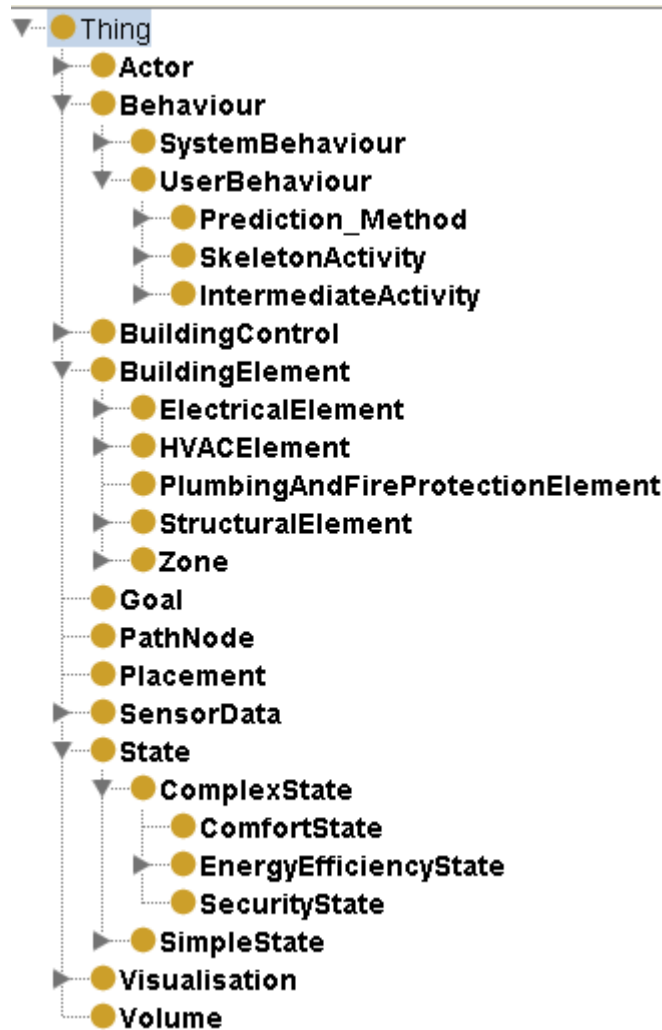 Thing
Actor
Behaviour
SystemBehaviour
UserBehaviour
Prediction_Method
SkeletonActivity
IntermediateActivity
BuildingControl
BuildingElement
ElectricalElement
HVACElement
PlumbingAndFireProtectionElement
StructuralElement
Zone
Goal
PathNode
Placement
SensorData
State
ComplexState
ComfortState
EnergyEfficiencyState
SecurityState
SimpleState
Visualisation
Volume